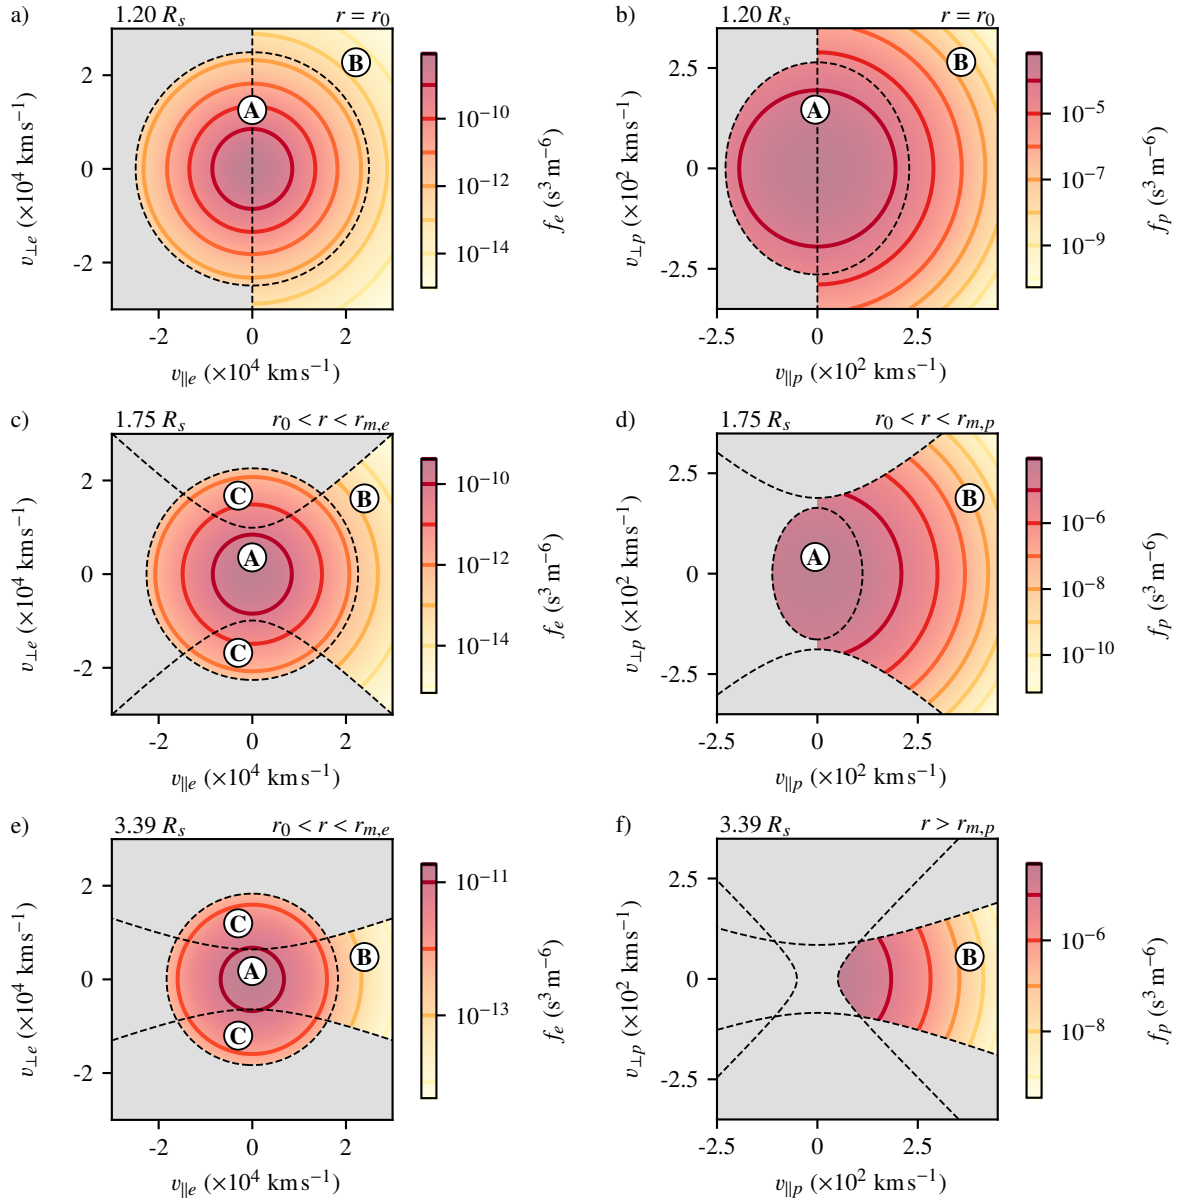 a)
1.20 R_s
r = r_0
B
A
2
0
-2
-2
0
2
v_⊥e (×10^4 km s^−1)
v_∥e (×10^4 km s^−1)
10^−10
10^−12
10^−14
f_e (s^3 m^−6)
b)
1.20 R_s
r = r_0
B
A
2.5
0
-2.5
-2.5
0
2.5
v_⊥p (×10^2 km s^−1)
v_∥p (×10^2 km s^−1)
10^−5
10^−7
10^−9
f_p (s^3 m^−6)
c)
1.75 R_s
r_0 < r < r_m,e
C
B
A
C
2
0
-2
-2
0
2
v_⊥e (×10^4 km s^−1)
v_∥e (×10^4 km s^−1)
10^−10
10^−12
10^−14
f_e (s^3 m^−6)
d)
1.75 R_s
r_0 < r < r_m,p
B
A
2.5
0
-2.5
-2.5
0
2.5
v_⊥p (×10^2 km s^−1)
v_∥p (×10^2 km s^−1)
10^−6
10^−8
10^−10
f_p (s^3 m^−6)
e)
3.39 R_s
r_0 < r < r_m,e
C
B
A
C
2
0
-2
-2
0
2
v_⊥e (×10^4 km s^−1)
v_∥e (×10^4 km s^−1)
10^−11
10^−13
f_e (s^3 m^−6)
f)
3.39 R_s
r > r_m,p
B
2.5
0
-2.5
-2.5
0
2.5
v_⊥p (×10^2 km s^−1)
v_∥p (×10^2 km s^−1)
10^−6
10^−8
f_p (s^3 m^−6)